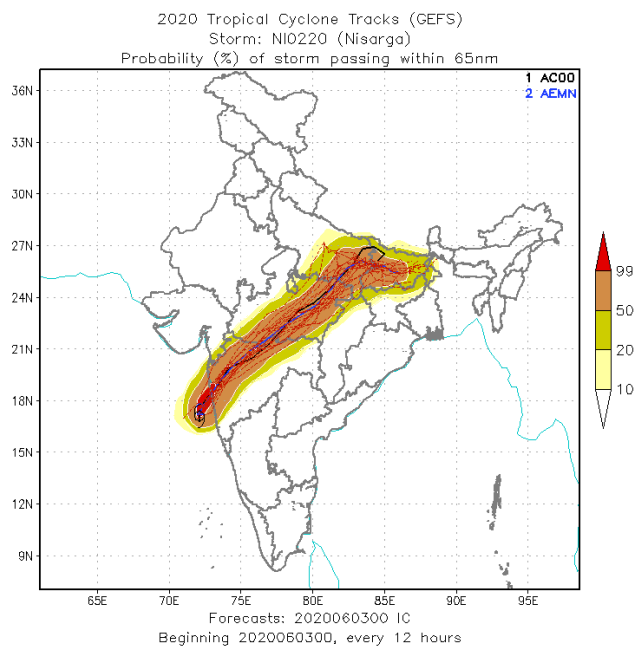 2020 Tropical Cyclone Tracks (GEFS)
Storm: NI0220 (Nisarga)
Probability (%) of storm passing within 65nm
1 AC00
2 AEMN
36N
33N
30N
27N
24N
21N
18N
15N
12N
9N
99
50
20
10
65E 70E 75E 80E 85E 90E 95E
Forecasts: 2020060300 IC
Beginning 2020060300, every 12 hours